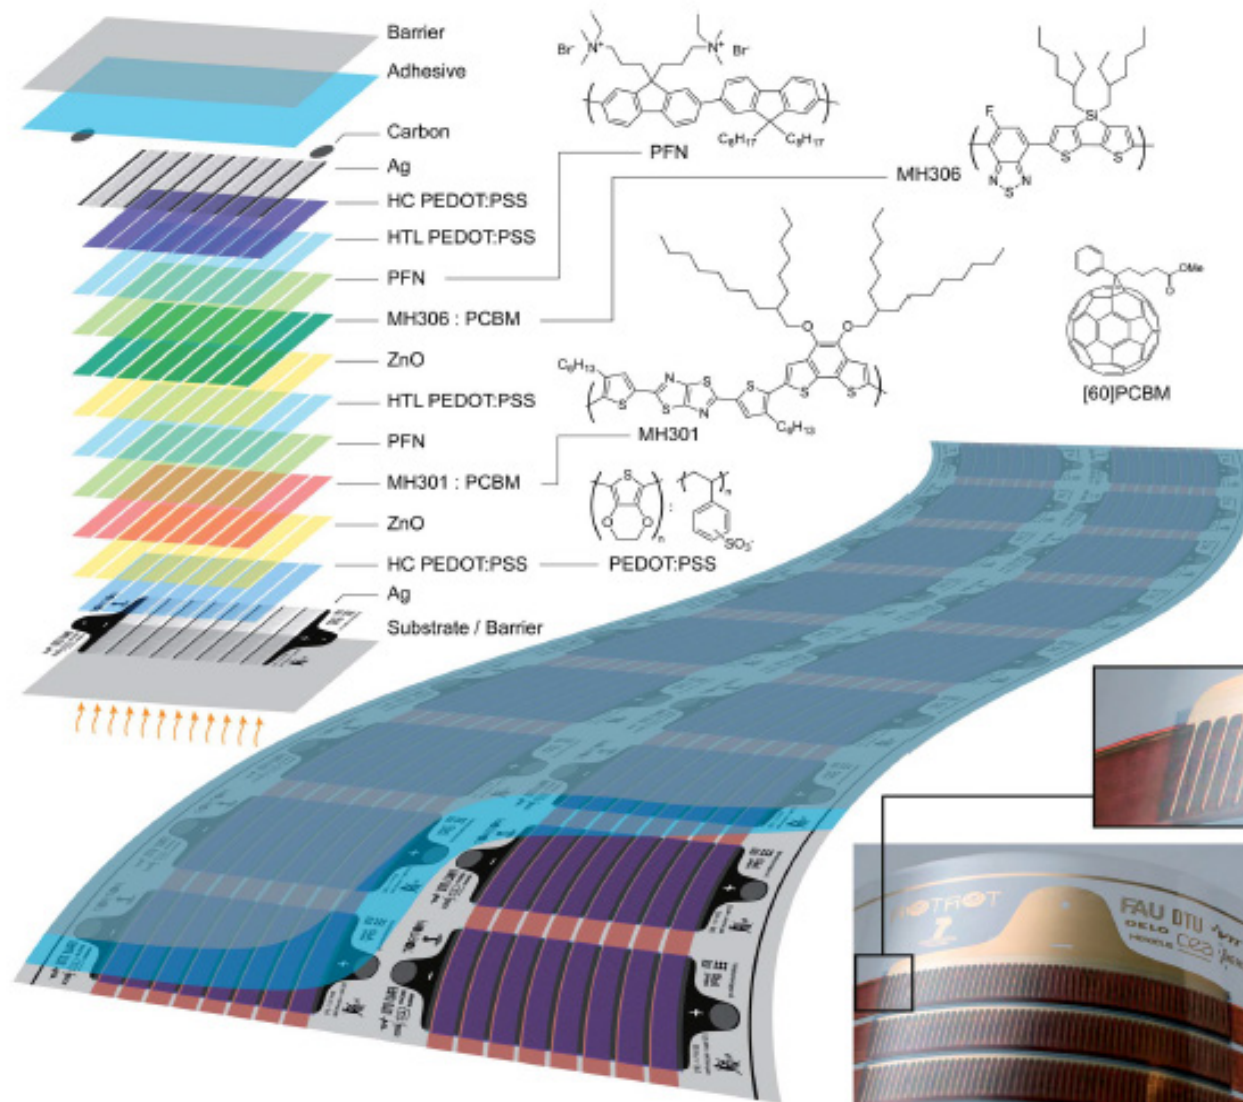 Barrier
Adhesive
Carbon
Ag
HC PEDOT:PSS
HTL PEDOT:PSS
PFN
MH306 : PCBM
ZnO
HTL PEDOT:PSS
PFN
MH301 : PCBM
ZnO
HC PEDOT:PSS
Ag
Substrate / Barrier
Br-
N+
N+
Br-
C8H17
C8H17
PFN
Si
F
S
S
N
N
S
MH306
OMe
O
[60]PCBM
O
O
C6H13
N
S
S
S
S
S
S
N
C6H13
MH301
S
O
O
n
:
n
SO3-
PEDOT:PSS
FAU DTU
DELO
cea